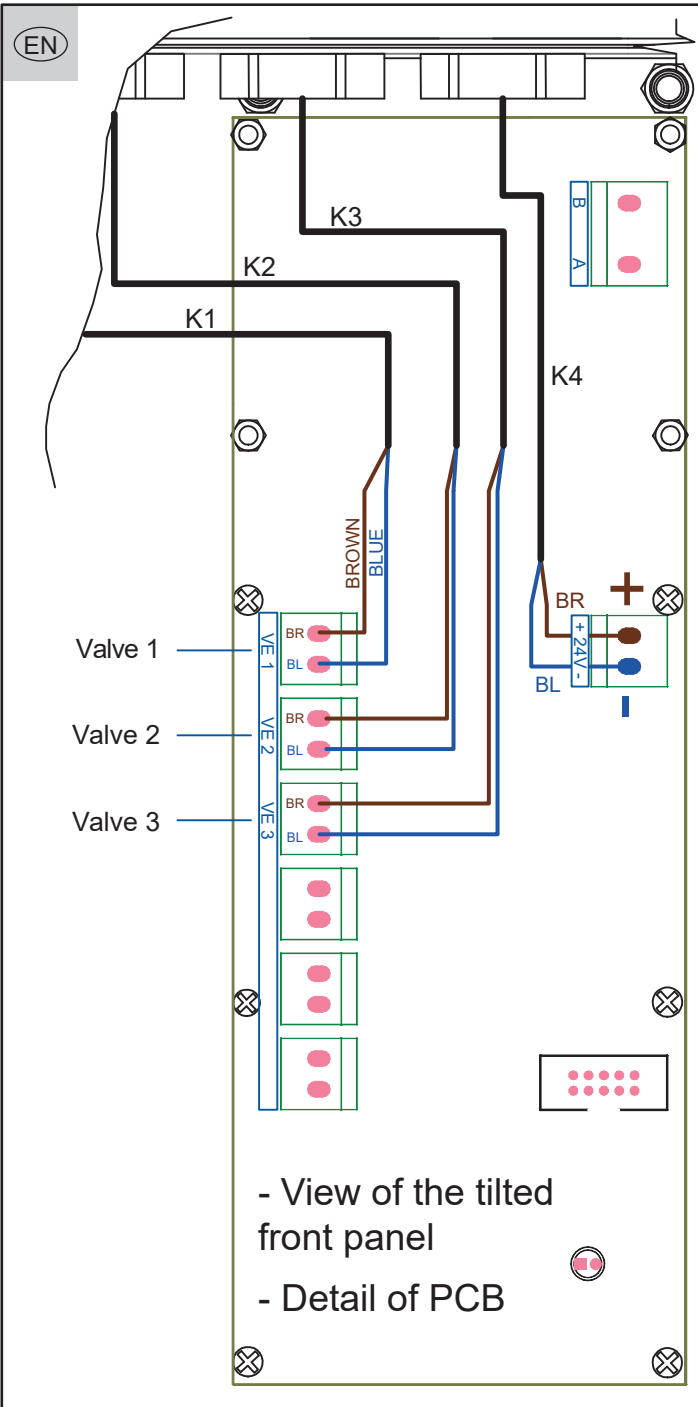 EN
B
A
K3
K2
K1
K4
BROWN
BLUE
BR
+
+ 24V -
BL
-
Valve 1
VE 1
BR
BL
Valve 2
VE 2
BR
BL
Valve 3
VE 3
BR
BL
- View of the tilted
front panel
- Detail of PCB